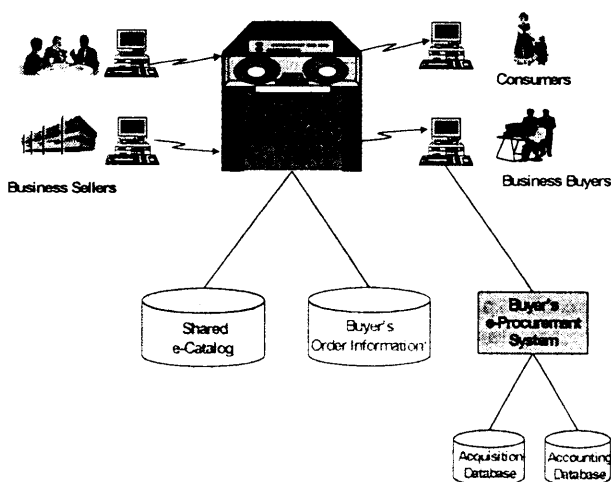 Consumers
Business Sellers
Business Buyers
Shared
e-Catalog
Buyer's
Order Information
Buyer's
e-Procurement
System
Acquisition
Database
Accounting
Database